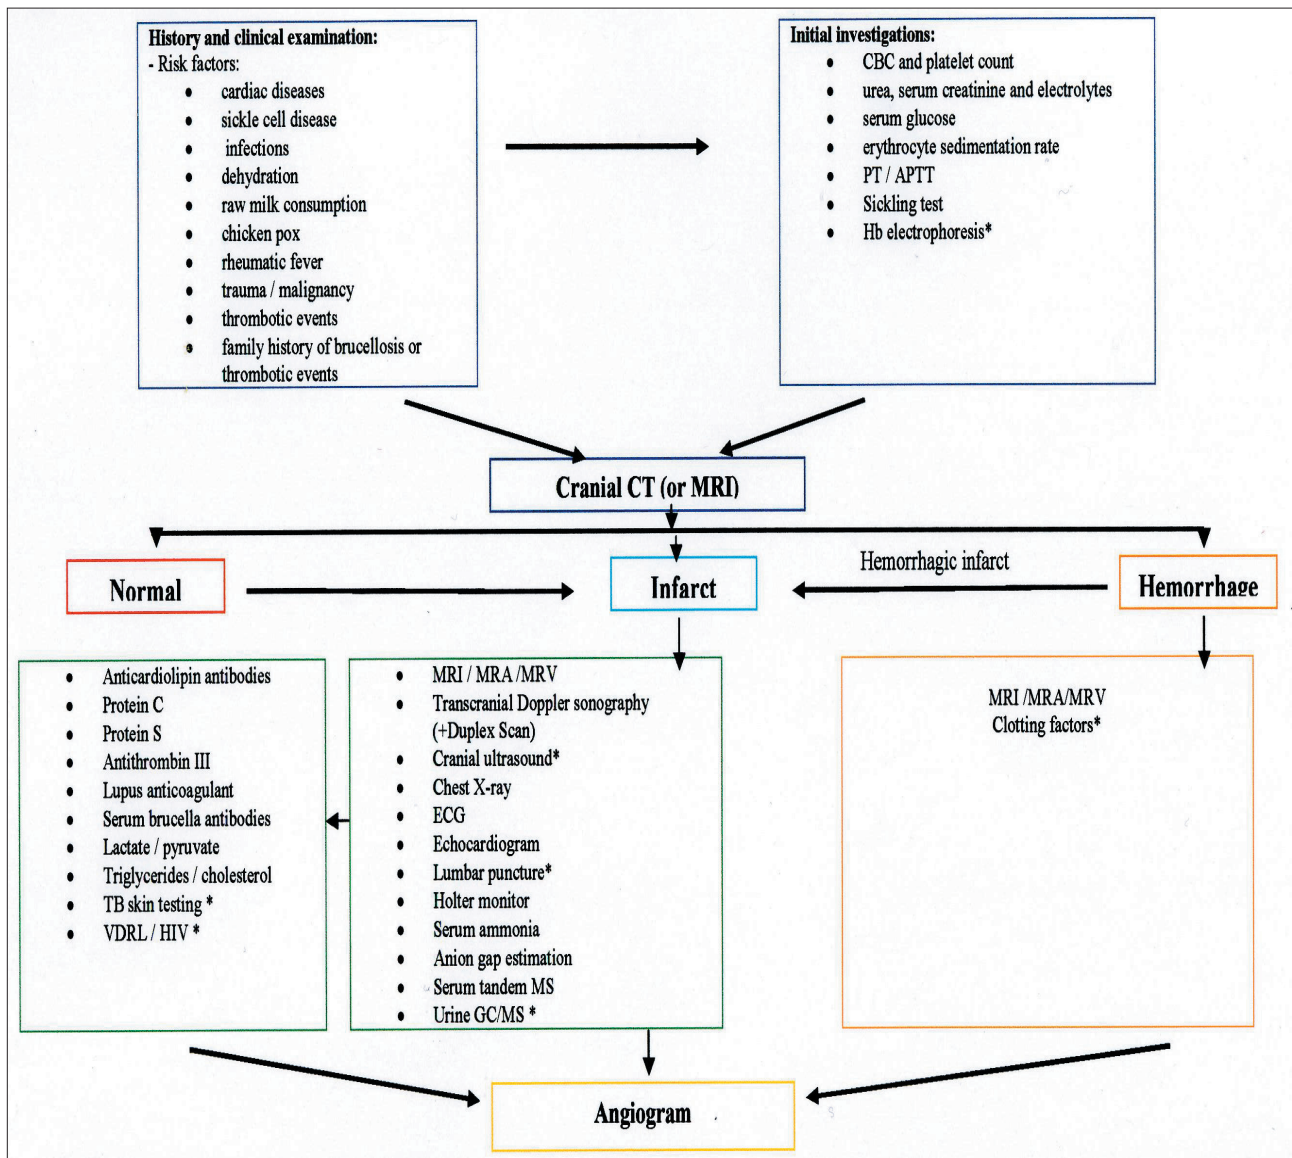 History and clinical examination:
- Risk factors:
• cardiac diseases
• sickle cell disease
• infections
• dehydration
• raw milk consumption
• chicken pox
• rheumatic fever
• trauma / malignancy
• thrombotic events
• family history of brucellosis or
thrombotic events
Initial investigations:
• CBC and platelet count
• urea, serum creatinine and electrolytes
• serum glucose
• erythrocyte sedimentation rate
• PT / APTT
• Sickling test
• Hb electrophoresis*
Cranial CT (or MRI)
Normal
Infarct
Hemorrhagic infarct
Hemorrhage
• Anticardiolipin antibodies
• Protein C
• Protein S
• Antithrombin III
• Lupus anticoagulant
• Serum brucella antibodies
• Lactate / pyruvate
• Triglycerides / cholesterol
• TB skin testing *
• VDRL / HIV *
• MRI / MRA /MRV
• Transcranial Doppler sonography
(+Duplex Scan)
• Cranial ultrasound*
• Chest X-ray
• ECG
• Echocardiogram
• Lumbar puncture*
• Holter monitor
• Serum ammonia
• Anion gap estimation
• Serum tandem MS
• Urine GC/MS *
MRI /MRA/MRV
Clotting factors*
Angiogram